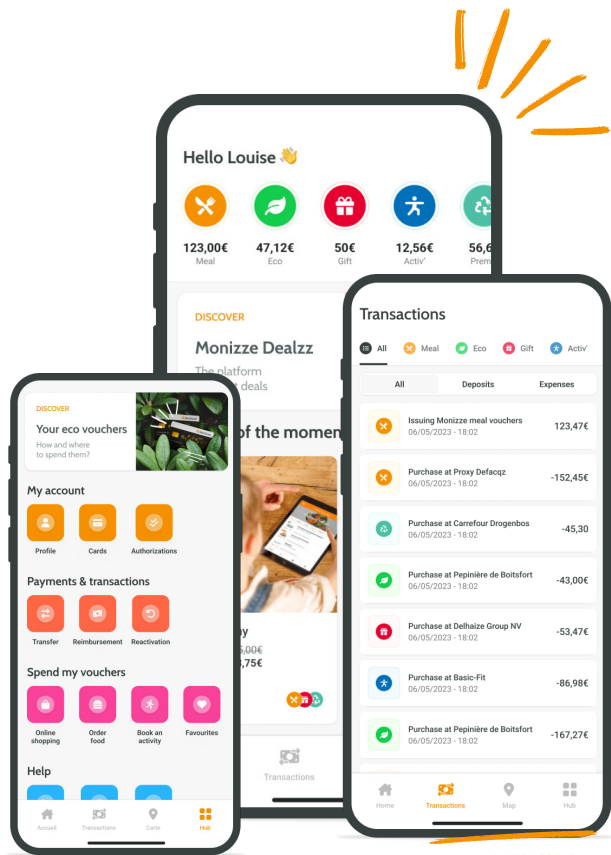 Hello Louise 👋
123,00€
Meal
47,12€
Eco
50€
Gift
12,56€
Activ'
56,6
Prem
DISCOVER
Monizze Dealzz
The platform
deals
of the momen
5,00€
,75€
Transactions
DISCOVER
Your eco vouchers
How and where
to spend them?
My account
Profile
Cards
Authorizations
Payments & transactions
Transfer
Reimbursement
Reactivation
Spend my vouchers
Online
shopping
Order
food
Book an
activity
Favourites
Help
Accueil
Transactions
Carte
Hub
Transactions
All
Meal
Eco
Gift
Activ'
All
Deposits
Expenses
Issuing Monizze meal vouchers
06/05/2023 - 18:02
123,47€
Purchase at Proxy Defacqz
06/05/2023 - 18:02
-152,45€
Purchase at Carrefour Drogenbos
06/05/2023 - 18:02
-45,30
Purchase at Pepinière de Boitsfort
06/05/2023 - 18:02
-43,00€
Purchase at Delhaize Group NV
06/05/2023 - 18:02
-53,47€
Purchase at Basic-Fit
06/05/2023 - 18:02
-86,98€
Purchase at Pepinière de Boitsfort
06/05/2023 - 18:02
-167,27€
Home
Transactions
Map
Hub